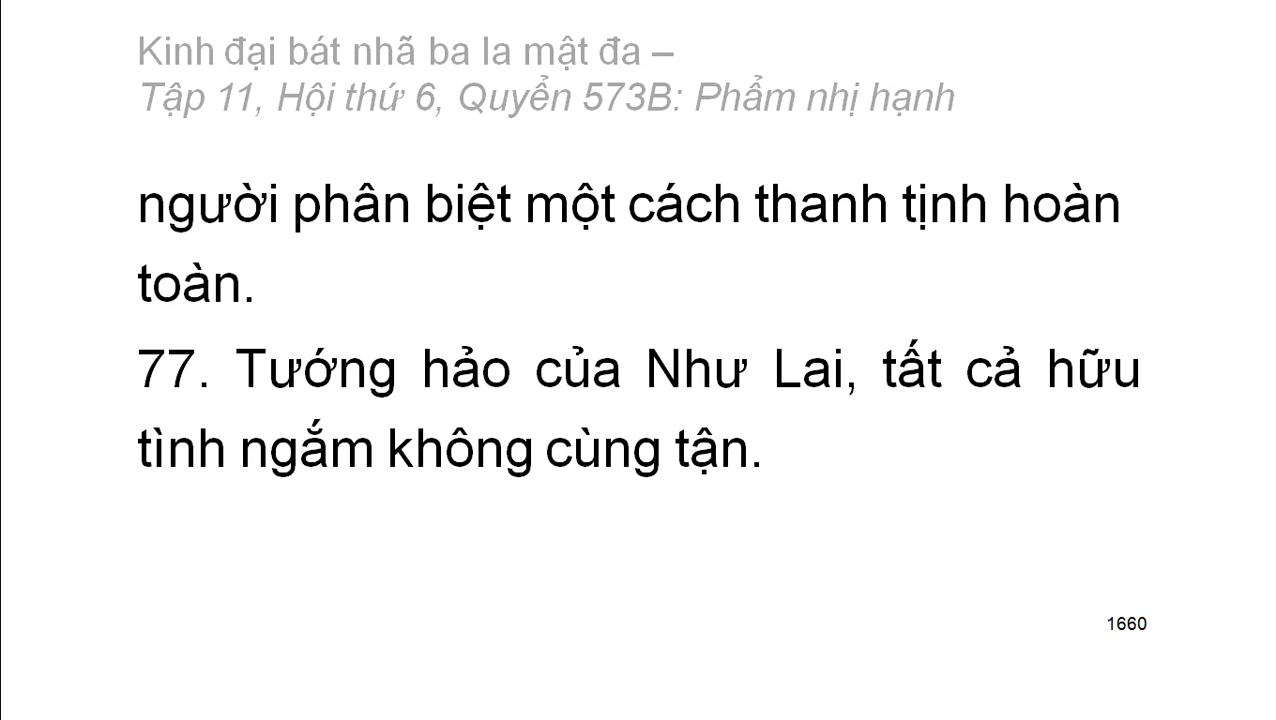 Kinh đại bát nhã ba la mật đa –
Tập 11, Hội thứ 6, Quyển 573B: Phẩm nhị hạnh
người phân biệt một cách thanh tịnh hoàn
toàn.
77. Tướng hảo của Như Lai, tất cả hữu
tình ngắm không cùng tận.
1660